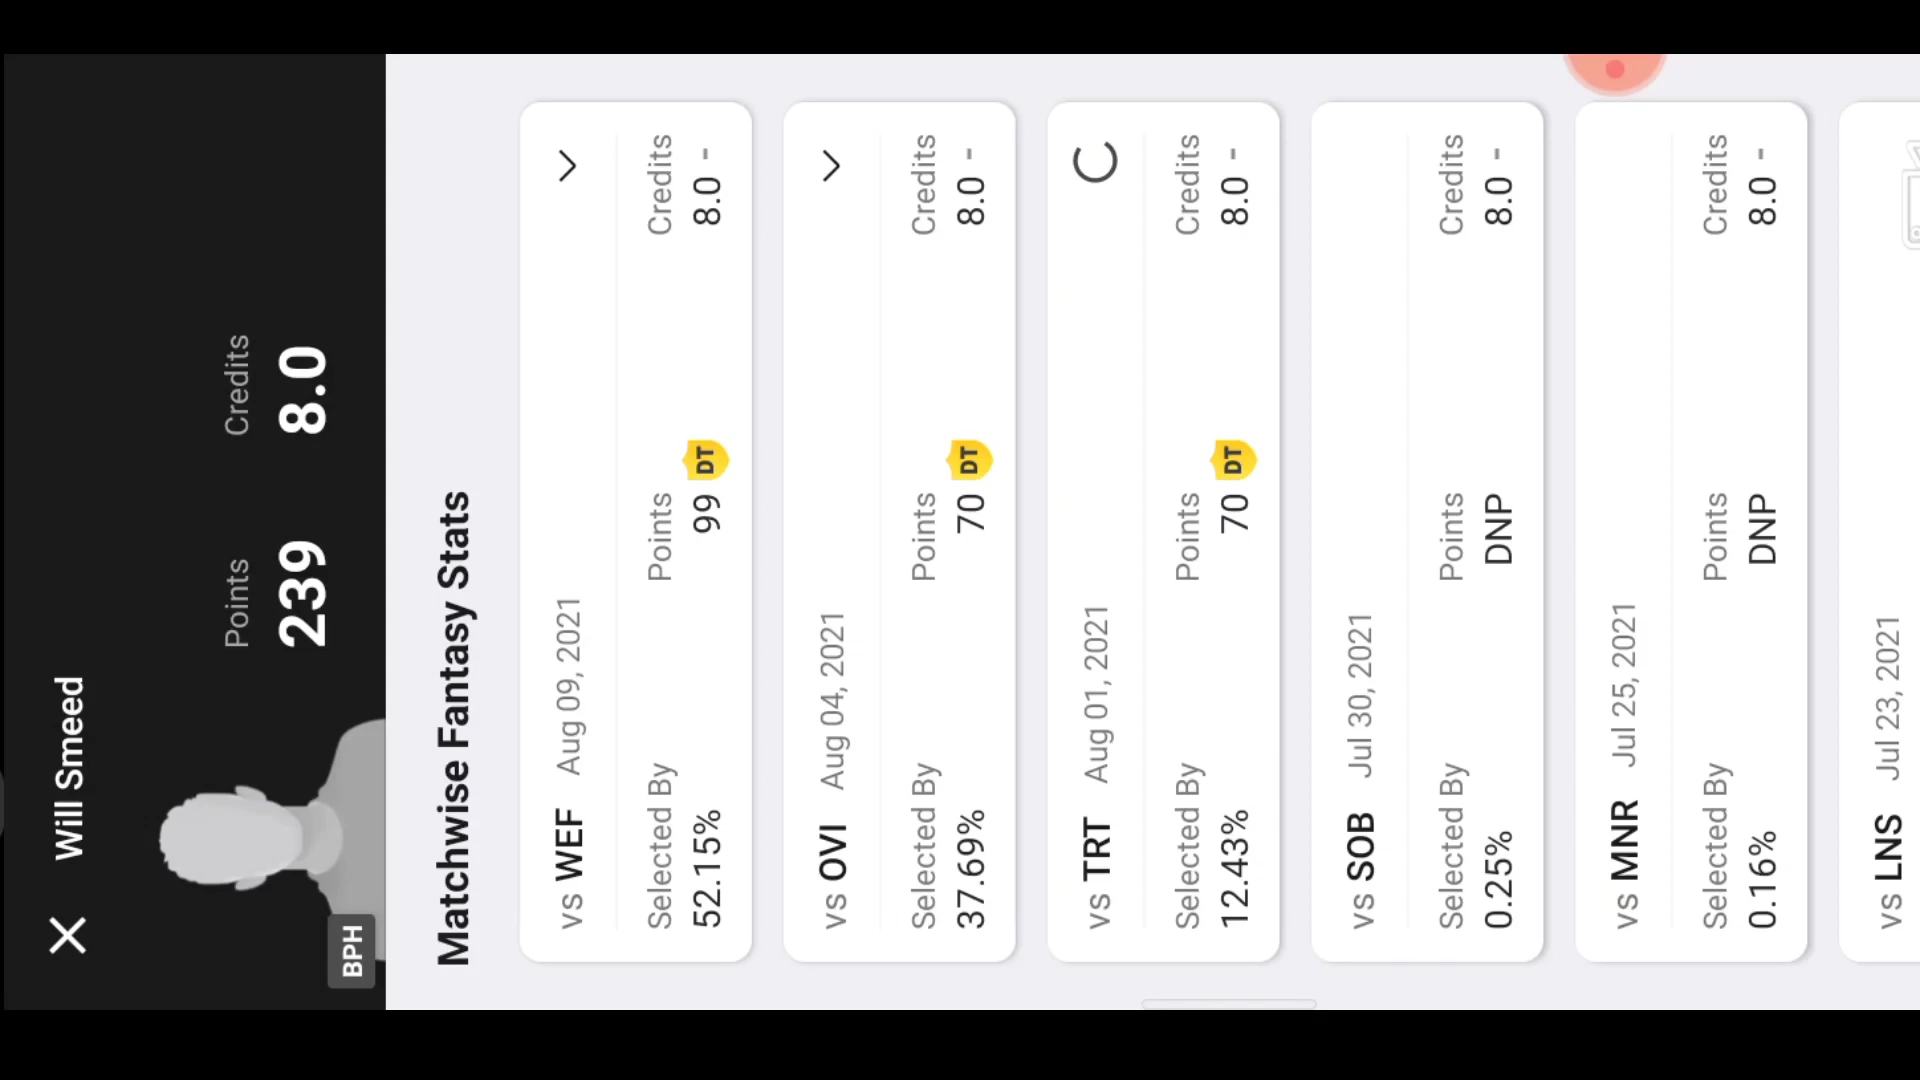 Will Smeed
BPH
Points Credits
239 8.0
Matchwise Fantasy Stats
vs WEF Aug 09, 2021
Selected By Points Credits
52.15% 99 DT 8.0 -
vs OVI Aug 04, 2021
Selected By Points Credits
37.69% 70 DT 8.0 -
vs TRT Aug 01, 2021
Selected By Points Credits
12.43% 70 DT 8.0 -
vs SOB Jul 30, 2021
Selected By Points Credits
0.25% DNP 8.0 -
vs MNR Jul 25, 2021
Selected By Points Credits
0.16% DNP 8.0 -
vs LNS Jul 23, 2021